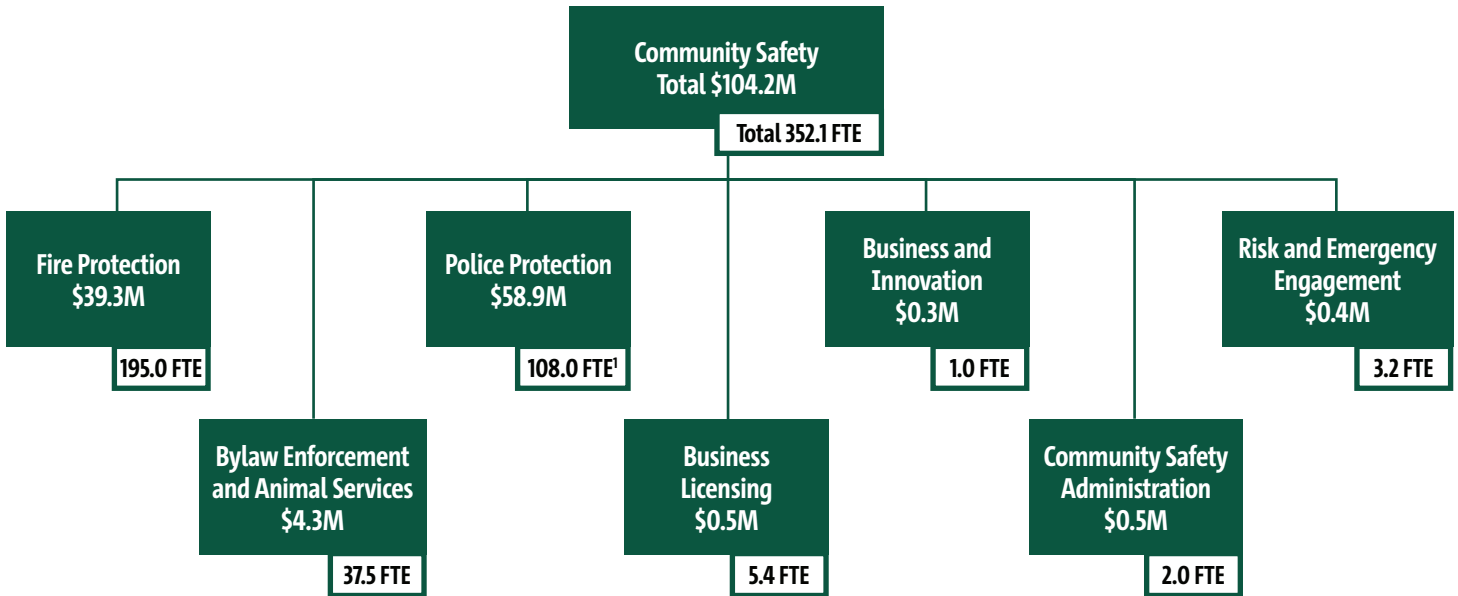 Community Safety
Total $104.2M
Total 352.1 FTE
Fire Protection
$39.3M
195.0 FTE
Police Protection
$58.9M
108.0 FTE¹
Business and
Innovation
$0.3M
1.0 FTE
Risk and Emergency
Engagement
$0.4M
3.2 FTE
Bylaw Enforcement
and Animal Services
$4.3M
37.5 FTE
Business
Licensing
$0.5M
5.4 FTE
Community Safety
Administration
$0.5M
2.0 FTE